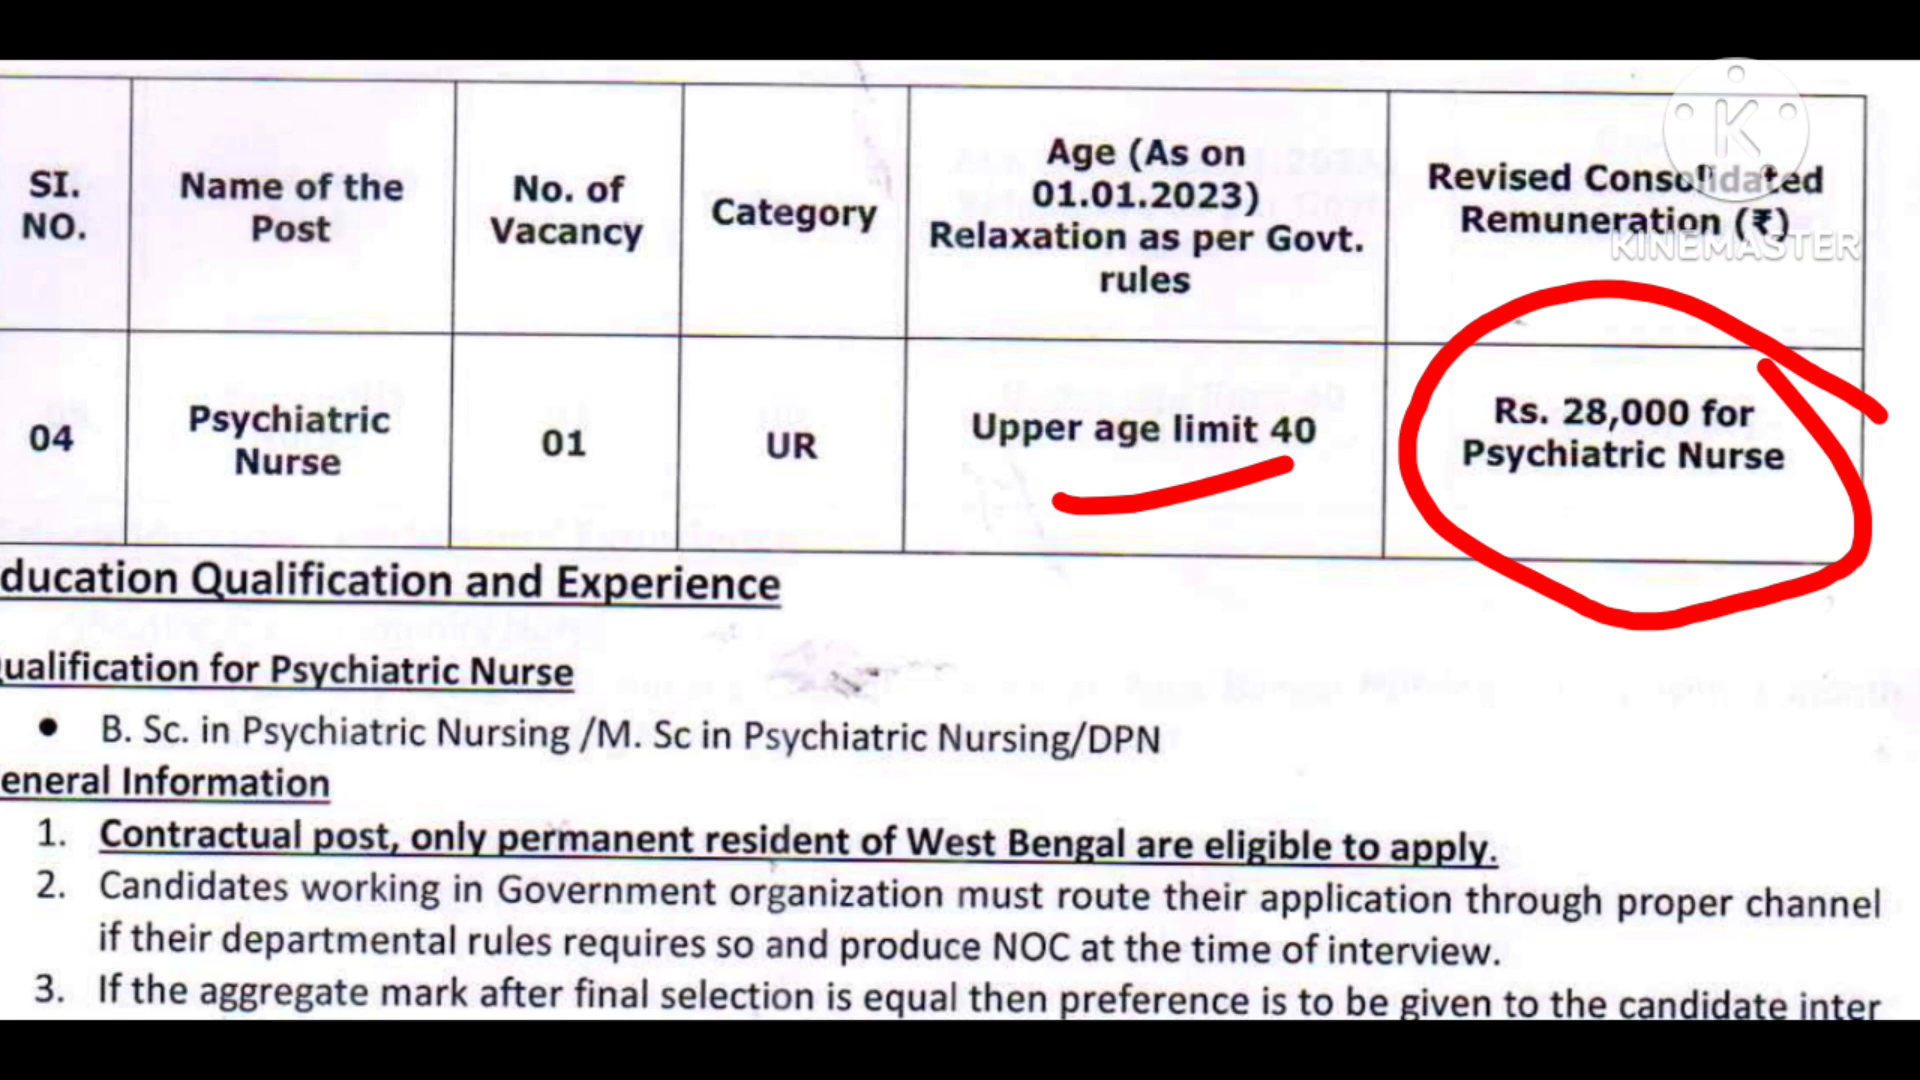 SI.
NO.
Name of the
Post
No. of
Vacancy
Category
Age (As on
01.01.2023)
Relaxation as per Govt.
rules
Revised Consolidated
Remuneration (₹)
K
KINEMASTER
04
Psychiatric
Nurse
01
UR
Upper age limit 40
Rs. 28,000 for
Psychiatric Nurse
ducation Qualification and Experience
ualification for Psychiatric Nurse
• B. Sc. in Psychiatric Nursing /M. Sc in Psychiatric Nursing/DPN
eneral Information
1. Contractual post, only permanent resident of West Bengal are eligible to apply.
2. Candidates working in Government organization must route their application through proper channel
if their departmental rules requires so and produce NOC at the time of interview.
3. If the aggregate mark after final selection is equal then preference is to be given to the candidate inter